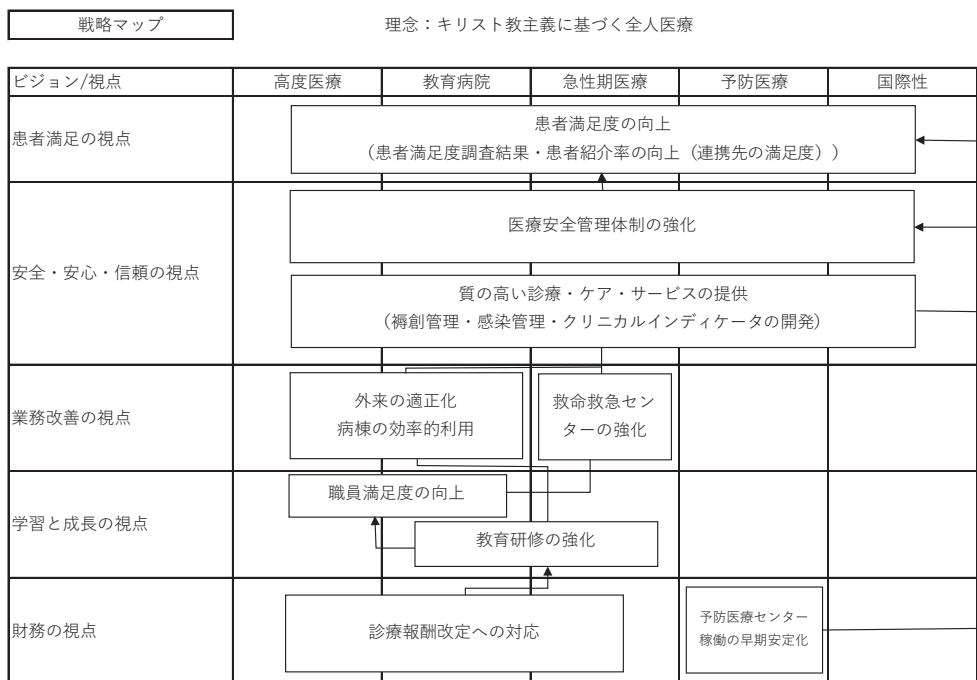 戦略マップ
理念：キリスト教主義に基づく全人医療
ビジョン/視点 高度医療 教育病院 急性期医療 予防医療 国際性
患者満足の視点
患者満足度の向上
（患者満足度調査結果・患者紹介率の向上（連携先の満足度））
安全・安心・信頼の視点
医療安全管理体制の強化
質の高い診療・ケア・サービスの提供
（褥創管理・感染管理・クリニカルインディケータの開発）
業務改善の視点
外来の適正化
病棟の効率的利用
救命救急セン
ターの強化
学習と成長の視点
職員満足度の向上
教育研修の強化
財務の視点
診療報酬改定への対応
予防医療センター
稼働の早期安定化